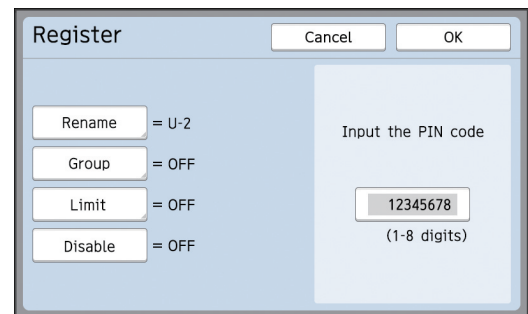 Register
Cancel
OK
Rename = U-2
Group = OFF
Limit = OFF
Disable = OFF
Input the PIN code
12345678
(1-8 digits)